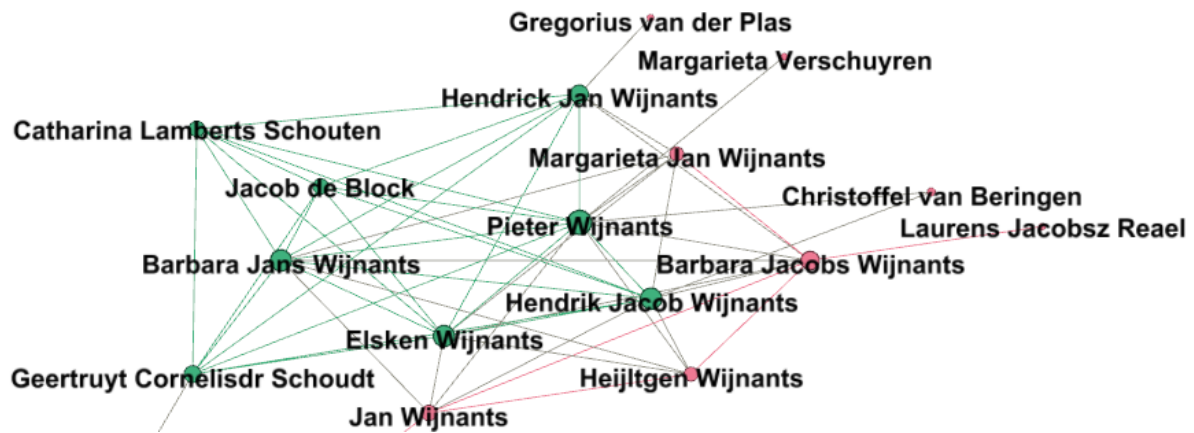 Gregorius van der Plas
Margarieta Verschuyren
Hendrick Jan Wijnants
Catharina Lamberts Schouten
Margarieta Jan Wijnants
Jacob de Block
Christoffel van Beringen
Pieter Wijnants
Laurens Jacobsz Reael
Barbara Jans Wijnants
Barbara Jacobs Wijnants
Hendrik Jacob Wijnants
Elsken Wijnants
Geertruyt Cornelisdr Schoudt
Heijltgen Wijnants
Jan Wijnants